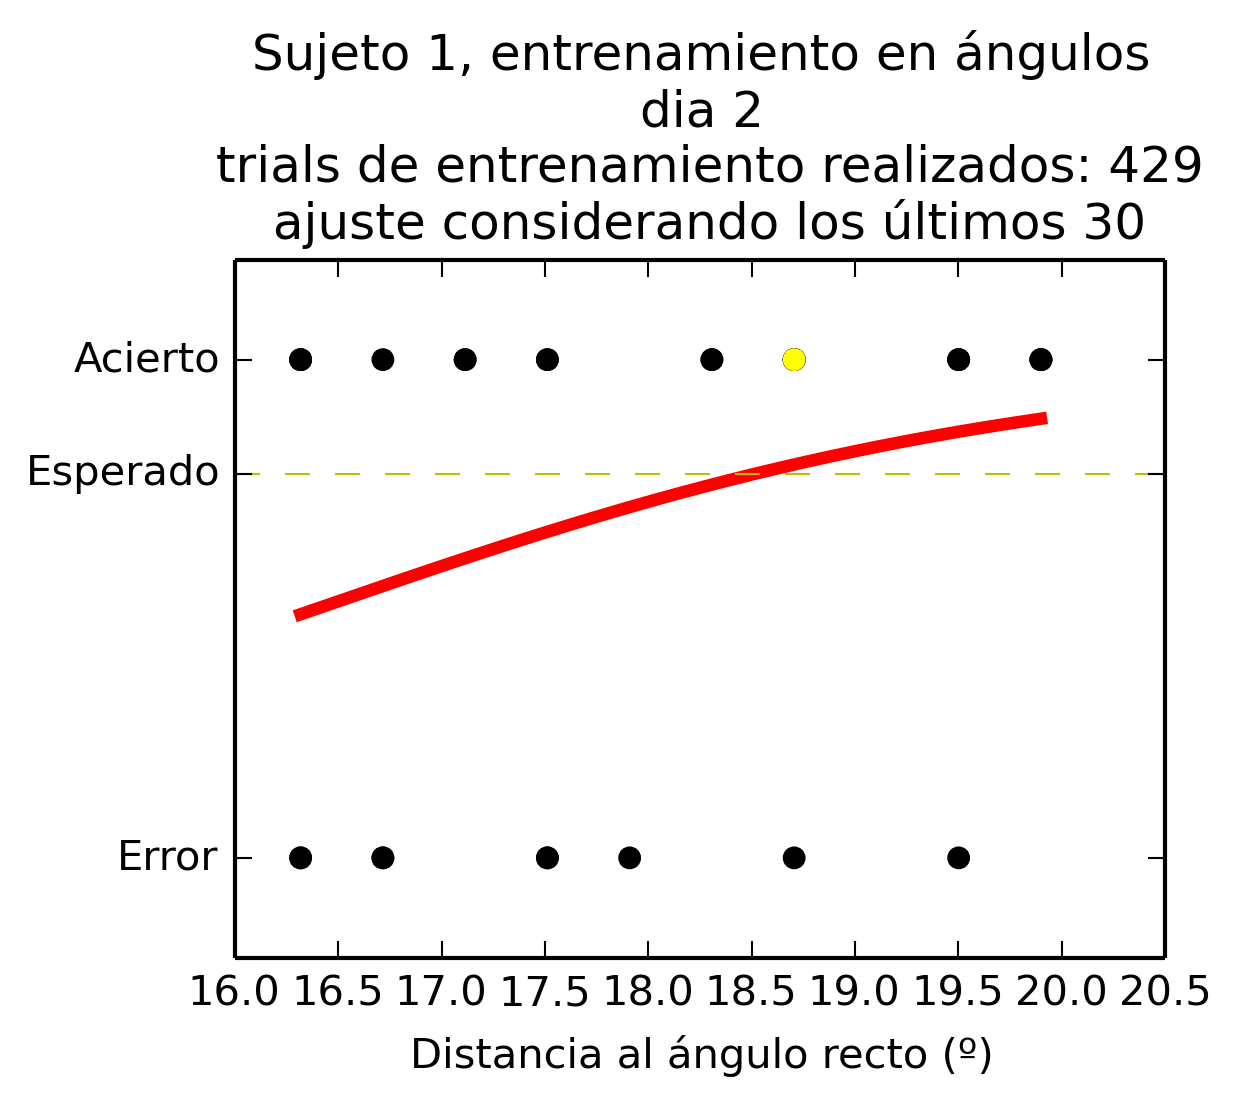 Sujeto 1, entrenamiento en ángulos
dia 2
trials de entrenamiento realizados: 429
ajuste considerando los últimos 30
Acierto
Esperado
Error
16.0 16.5 17.0 17.5 18.0 18.5 19.0 19.5 20.0 20.5
Distancia al ángulo recto (º)